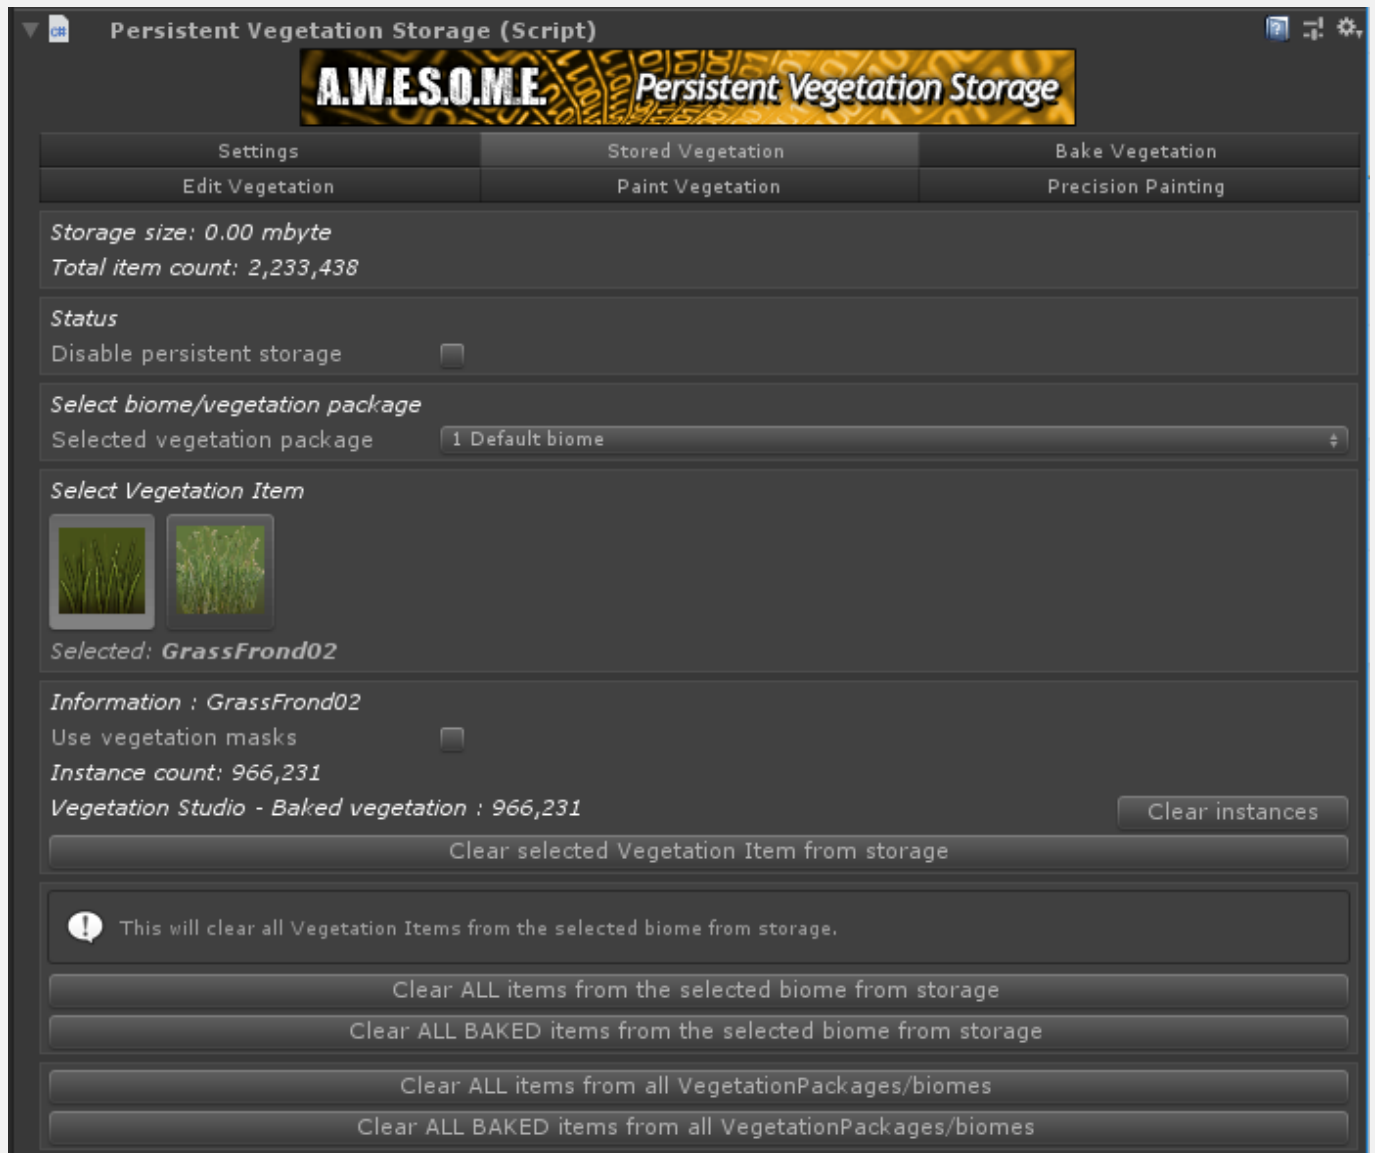 Persistent Vegetation Storage (Script)
A.W.E.S.O.M.E. Persistent Vegetation Storage
Settings Stored Vegetation Bake Vegetation
Edit Vegetation Paint Vegetation Precision Painting
Storage size: 0.00 mbyte
Total item count: 2,233,438
Status
Disable persistent storage
Select biome/vegetation package
Selected vegetation package 1 Default biome
Select Vegetation Item
Selected: GrassFrond02
Information : GrassFrond02
Use vegetation masks
Instance count: 966,231
Vegetation Studio - Baked vegetation : 966,231 Clear instances
Clear selected Vegetation Item from storage
This will clear all Vegetation Items from the selected biome from storage.
Clear ALL items from the selected biome from storage
Clear ALL BAKED items from the selected biome from storage
Clear ALL items from all VegetationPackages/biomes
Clear ALL BAKED items from all VegetationPackages/biomes